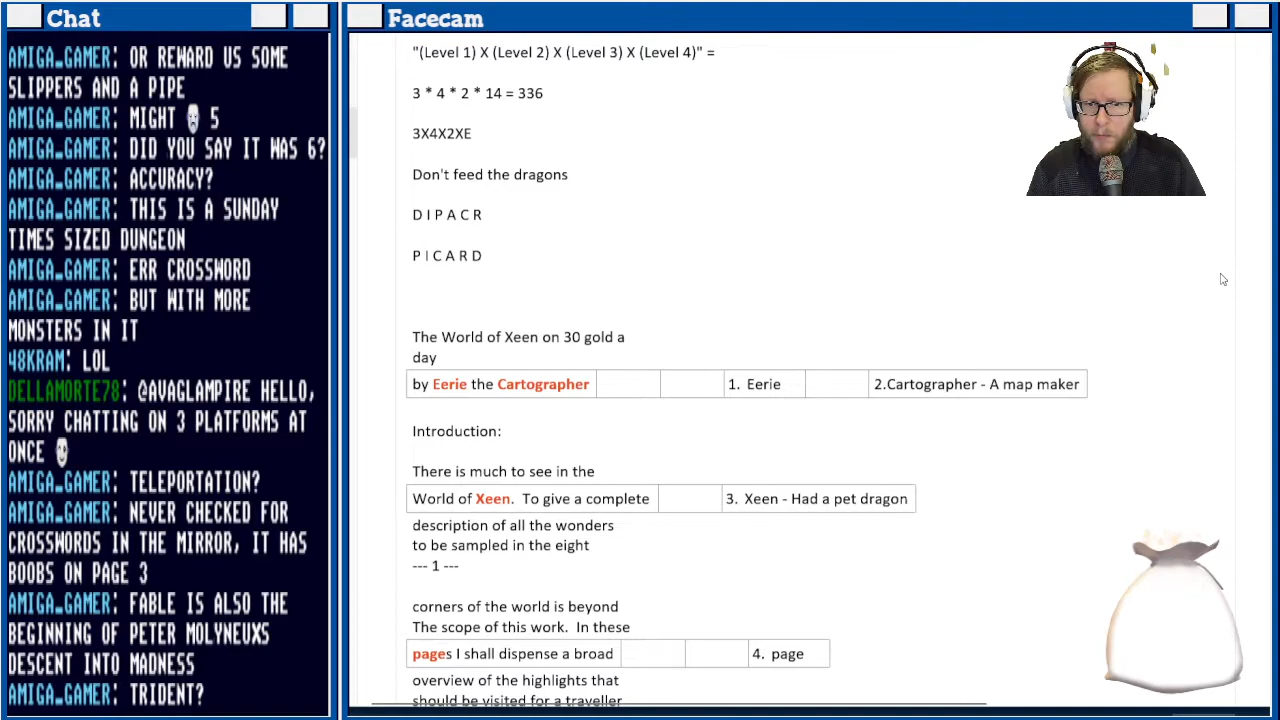 Chat
AMIGA_GAMER: OR REWARD US SOME
SLIPPERS AND A PIPE
AMIGA_GAMER: MIGHT 5
AMIGA_GAMER: DID YOU SAY IT WAS 6?
AMIGA_GAMER: ACCURACY?
AMIGA_GAMER: THIS IS A SUNDAY
TIMES SIZED DUNGEON
AMIGA_GAMER: ERR CROSSWORD
AMIGA_GAMER: BUT WITH MORE
MONSTERS IN IT
48KRAM: LOL
DELLAMORTE78: @AVAGLAMPIRE HELLO,
SORRY CHATTING ON 3 PLATFORMS AT
ONCE
AMIGA_GAMER: TELEPORTATION?
AMIGA_GAMER: NEVER CHECKED FOR
CROSSWORDS IN THE MIRROR, IT HAS
BOOBS ON PAGE 3
AMIGA_GAMER: FABLE IS ALSO THE
BEGINNING OF PETER MOLYNEUXS
DESCENT INTO MADNESS
AMIGA_GAMER: TRIDENT?
Facecam
"(Level 1) X (Level 2) X (Level 3) X (Level 4)" =
3 * 4 * 2 * 14 = 336
3X4X2XE
Don't feed the dragons
D I P A C R
P I C A R D
The World of Xeen on 30 gold a
day
by Eerie the Cartographer 1. Eerie 2.Cartographer - A map maker
Introduction:
There is much to see in the
World of Xeen. To give a complete 3. Xeen - Had a pet dragon
description of all the wonders
to be sampled in the eight
--- 1 ---
corners of the world is beyond
The scope of this work. In these
pages I shall dispense a broad 4. page
overview of the highlights that
should be visited for a traveller